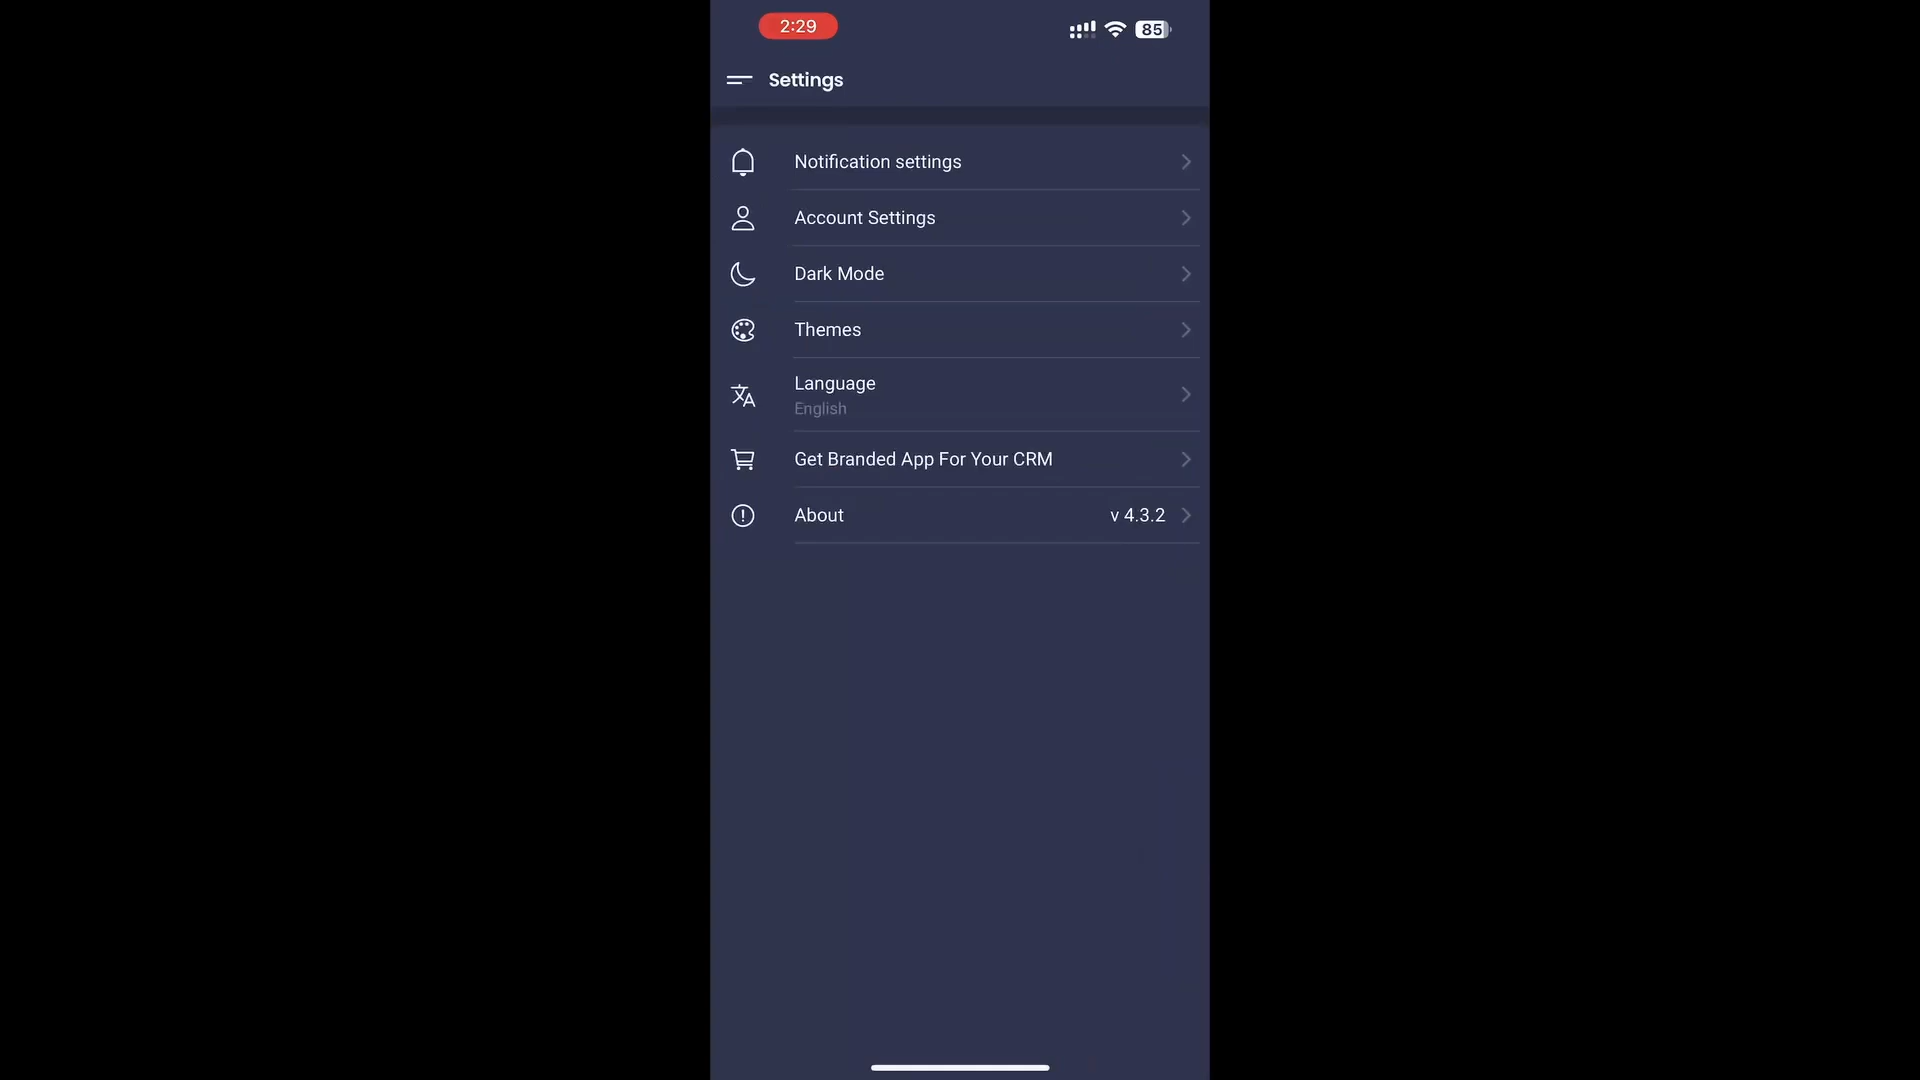 2:29
85
Settings
Notification settings
Account Settings
Dark Mode
Themes
Language
English
Get Branded App For Your CRM
About v 4.3.2